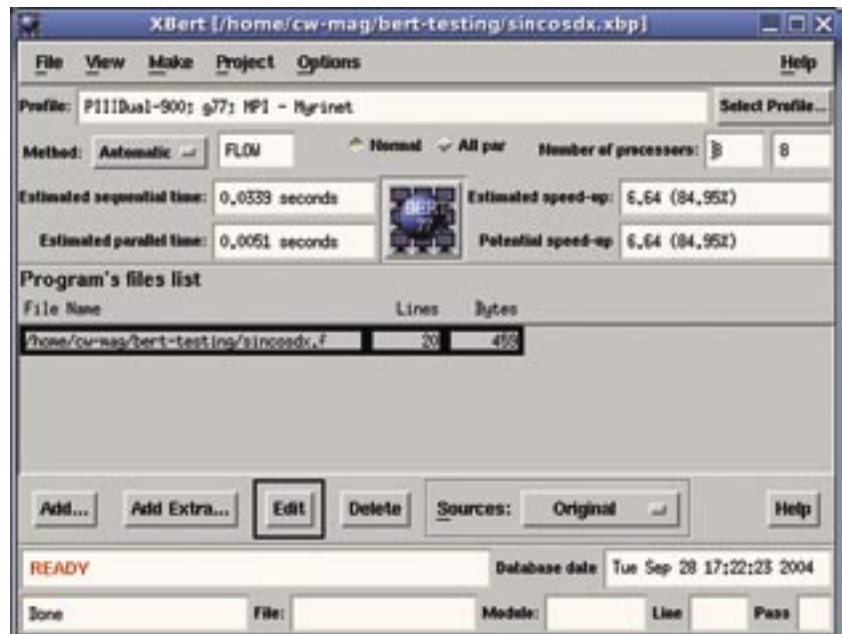 XBert [/home/cw-mag/bert-testing/sincosdx.xbp]
File View Make Project Options Help
Profile: PIIIDual-900; g77; MPI - Myrinet Select Profile...
Method: Automatic FLOW Normal All par Number of processors: 8 8
Estimated sequential time: 0.0339 seconds BERT 77 Estimated speed-up: 6.64 (84.95%)
Estimated parallel time: 0.0051 seconds Potential speed-up 6.64 (84.95%)
Program's files list
File Name Lines Bytes
/home/cw-mag/bert-testing/sincosdx.f 20 459
Add... Add Extra... Edit Delete Sources: Original Help
READY Database date Tue Sep 28 17:22:23 2004
Done File: Module: Line Pass